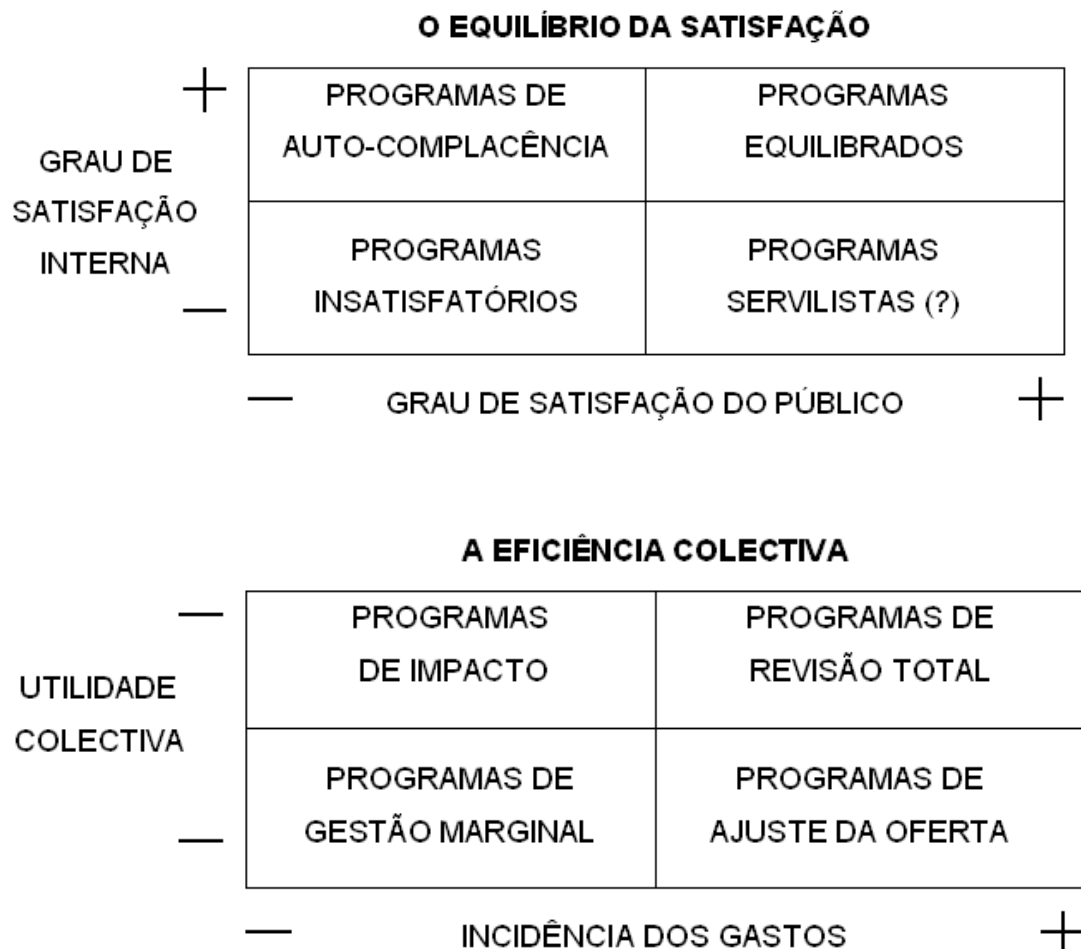 O EQUILÍBRIO DA SATISFAÇÃO
+
PROGRAMAS DE
AUTO-COMPLACÊNCIA
PROGRAMAS
EQUILIBRADOS
GRAU DE
SATISFAÇÃO
INTERNA
PROGRAMAS
INSATISFATÓRIOS
PROGRAMAS
SERVILISTAS (?)
—
— GRAU DE SATISFAÇÃO DO PÚBLICO +
A EFICIÊNCIA COLECTIVA
—
PROGRAMAS
DE IMPACTO
PROGRAMAS DE
REVISÃO TOTAL
UTILIDADE
COLECTIVA
PROGRAMAS DE
GESTÃO MARGINAL
PROGRAMAS DE
AJUSTE DA OFERTA
—
— INCIDÊNCIA DOS GASTOS +